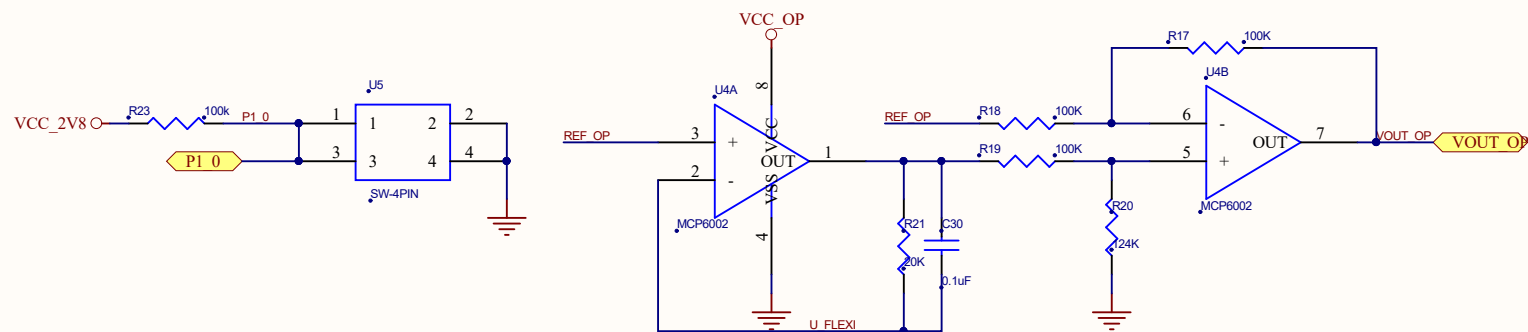 VCC_OP
R17
100K
U5
8
U4A
U4B
R23
100k
VCC_2V8
P1_0
1
1
2
2
REF_OP
3
+
VCC
R18
100K
REF_OP
6
-
OUT
7
VOUT_OP
VOUT_OP
P1_0
3
3
4
4
OUT
1
2
-
VSS
R19
100K
5
+
SW-4PIN
MCP6002
4
R21
20K
C30
0.1uF
R20
124K
MCP6002
U_FLEXI